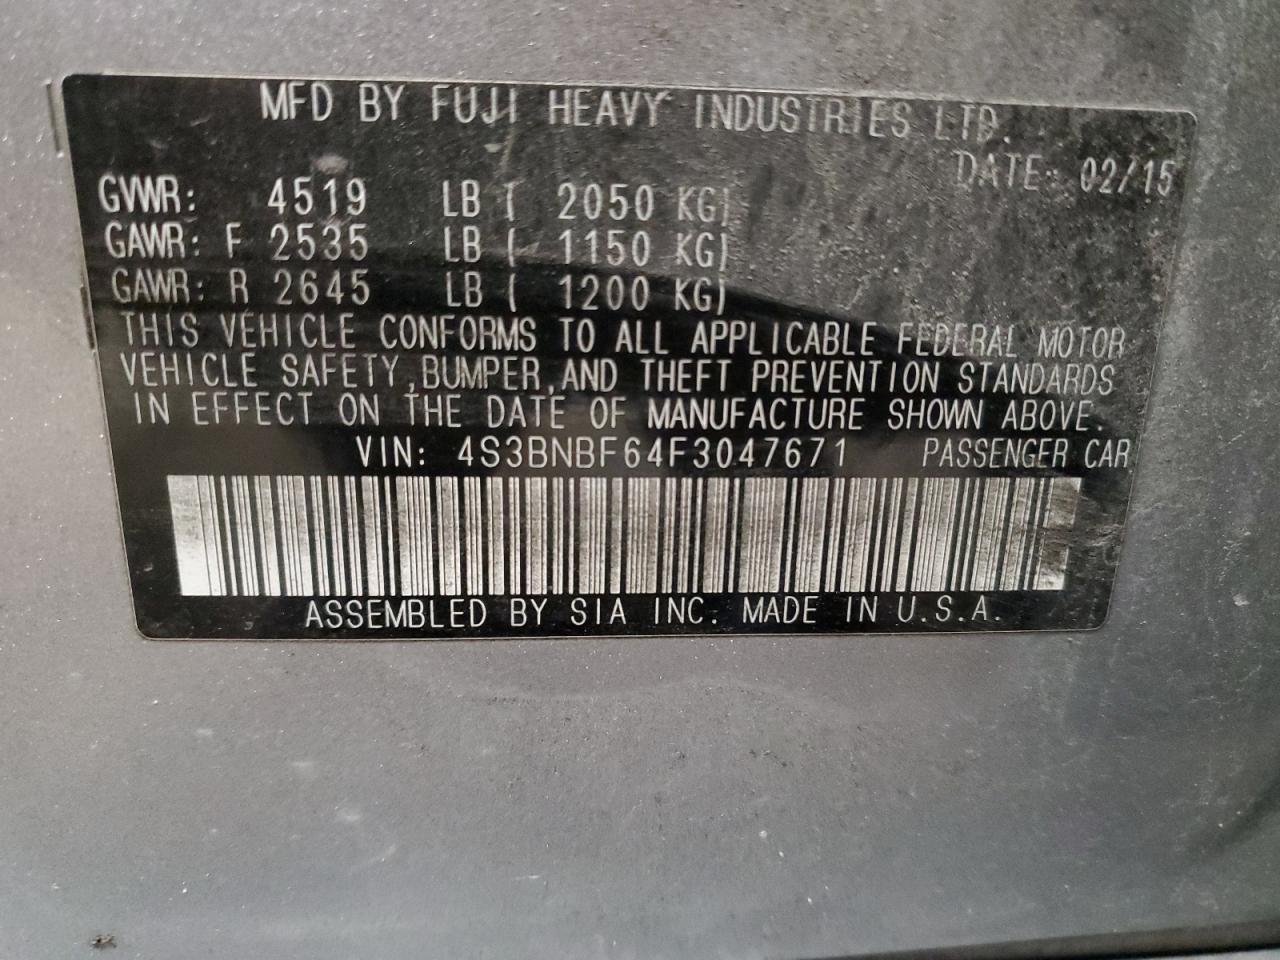 MFD BY FUJI HEAVY INDUSTRIES LTD.
DATE: 02/15
GVWR: 4519 LB ( 2050 KG)
GAWR: F 2535 LB ( 1150 KG)
GAWR: R 2645 LB ( 1200 KG)
THIS VEHICLE CONFORMS TO ALL APPLICABLE FEDERAL MOTOR
VEHICLE SAFETY,BUMPER,AND THEFT PREVENTION STANDARDS
IN EFFECT ON THE DATE OF MANUFACTURE SHOWN ABOVE.
VIN: 4S3BNBF64F3047671 PASSENGER CAR
ASSEMBLED BY SIA INC. MADE IN U.S.A.